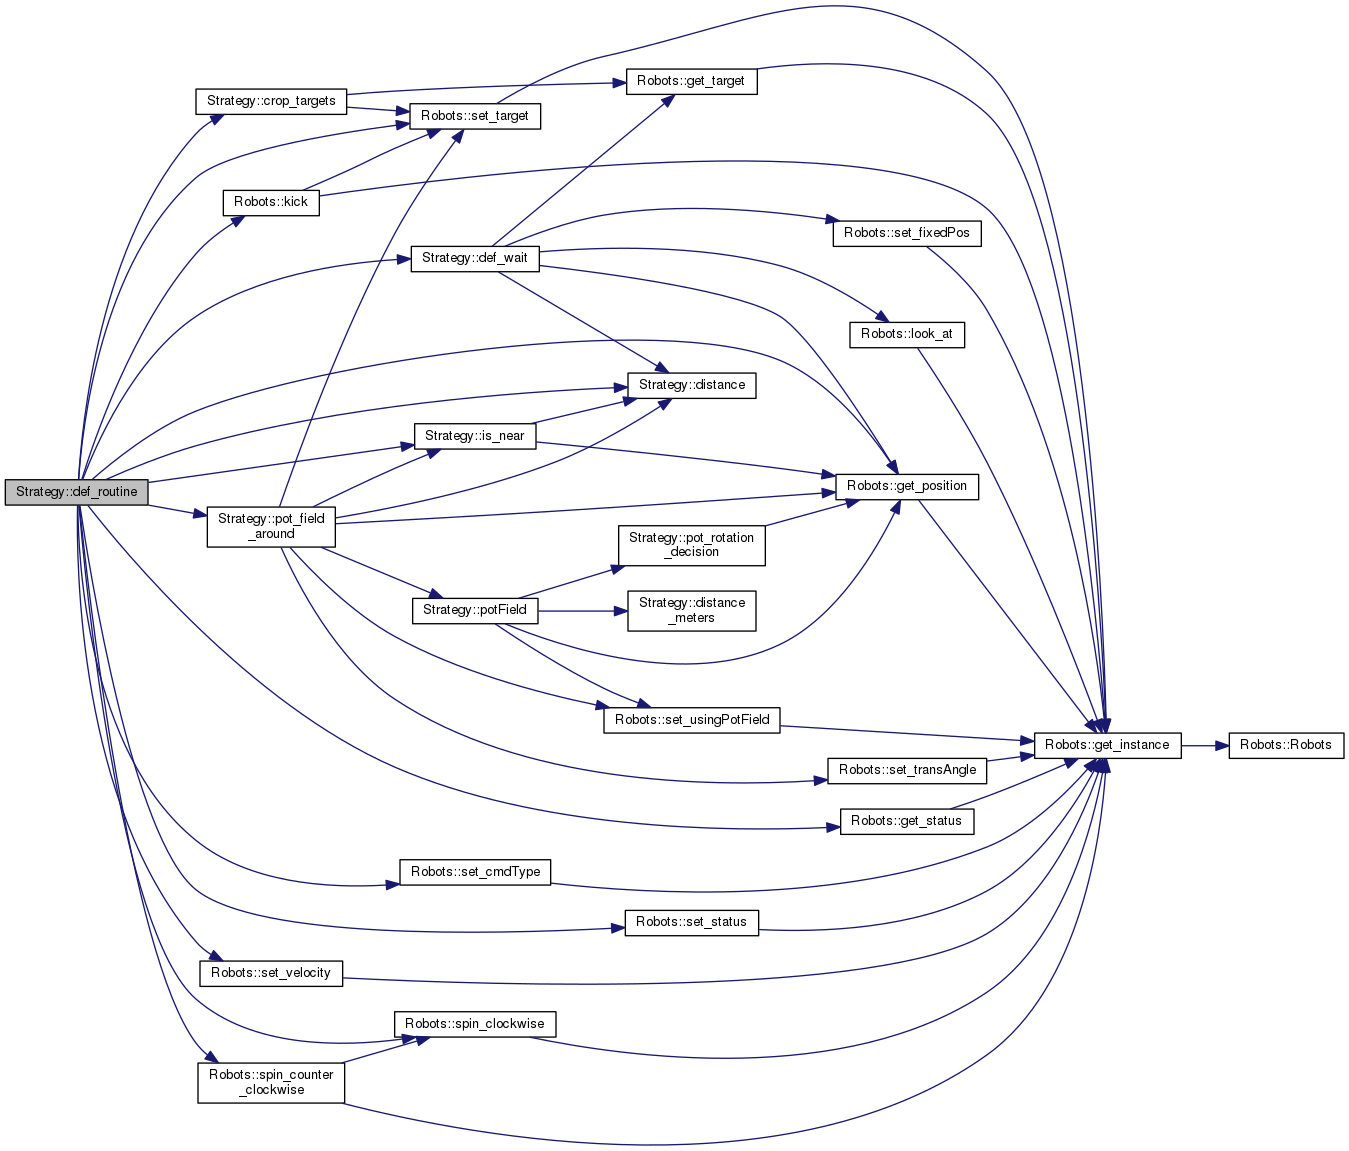 Robots::get_target
Strategy::crop_targets
Robots::set_target
Robots::kick
Robots::set_fixedPos
Strategy::def_wait
Robots::look_at
Strategy::distance
Strategy::is_near
Robots::get_position
Strategy::def_routine
Strategy::pot_field
_around
Strategy::pot_rotation
_decision
Strategy::potField
Strategy::distance
_meters
Robots::set_usingPotField
Robots::get_instance
Robots::Robots
Robots::set_transAngle
Robots::get_status
Robots::set_cmdType
Robots::set_status
Robots::set_velocity
Robots::spin_clockwise
Robots::spin_counter
_clockwise